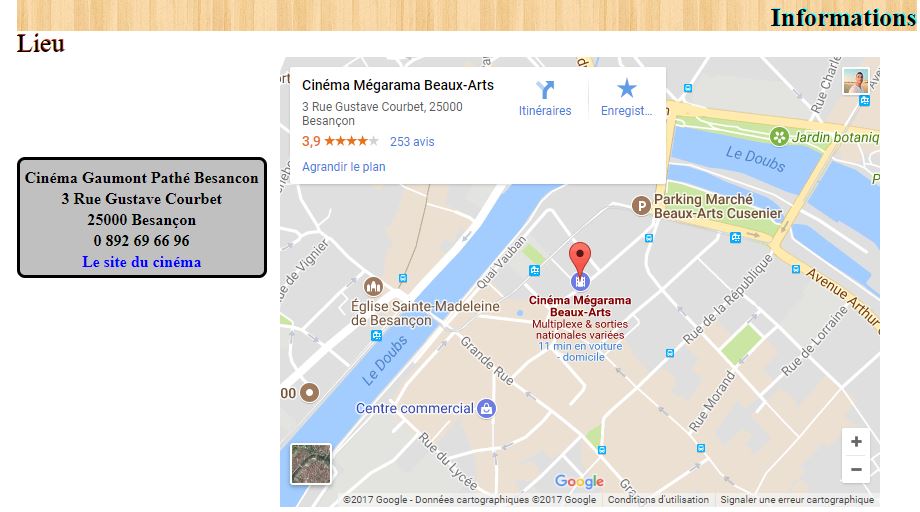 Informations
Lieu
Cinéma Gaumont Pathé Besancon
3 Rue Gustave Courbet
25000 Besançon
0 892 69 66 96
Le site du cinéma
Cinéma Mégarama Beaux-Arts
3 Rue Gustave Courbet, 25000
Besançon
3,9
253 avis
Agrandir le plan
Itinéraires
Enregist...
Rue Charle
Jardin botaniq
Le Doubs
Parking Marché
Beaux-Arts Cusenier
P
Quai Vauban
ue de Vignier
Avenue Arthur
Église Sainte-Madeleine
de Besançon
Cinéma Mégarama
Beaux-Arts
Multiplexe & sorties
nationales variées
11 min en voiture
- domicile
Rue de la République
Rue de Lorraine
Le Doubs
Grande Rue
00
Centre commercial
Rue Morand
Rue du Lycée
+
−
Google
©2017 Google - Données cartographiques ©2017 Google
Conditions d'utilisation
Signaler une erreur cartographique